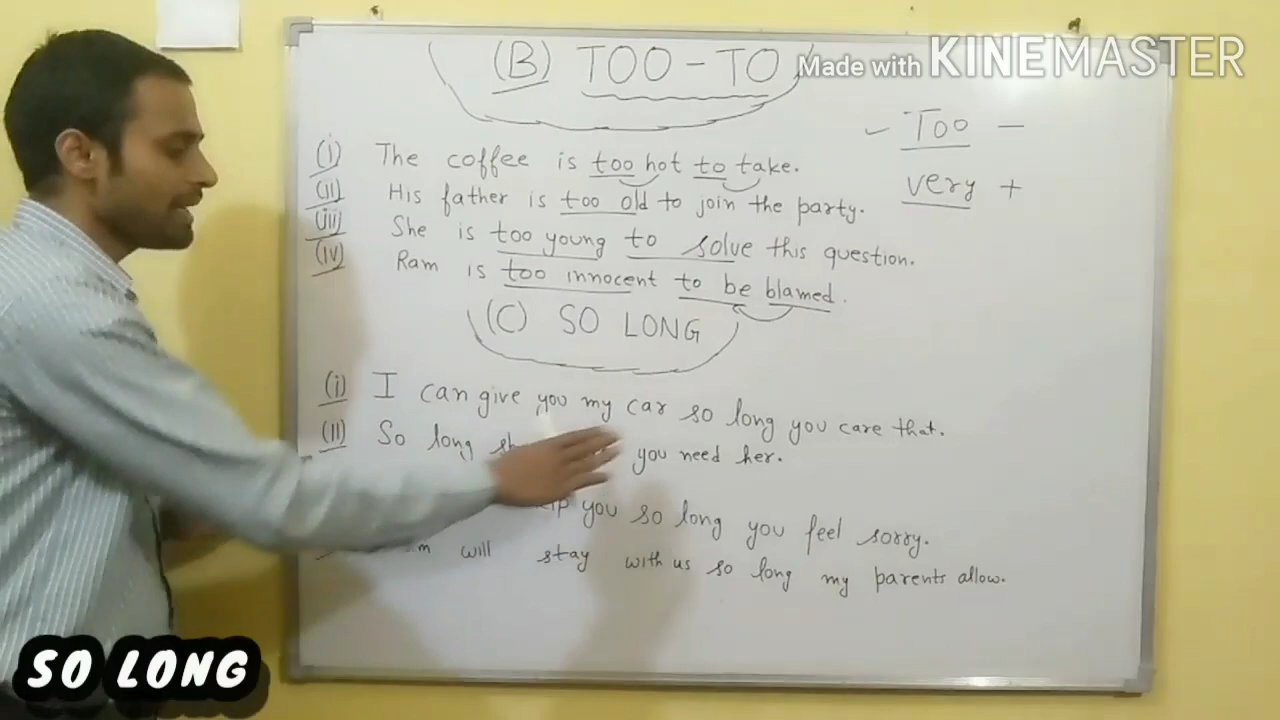 (B) TOO - TO
Made with KINEMASTER
✓ Too -
very +
(i) The coffee is too hot to take.
(ii) His father is too old to join the party.
(iii) She is too young to solve this question.
(iv) Ram is too innocent to be blamed.
(C) SO LONG
(i) I can give you my car so long you care that.
(ii) So long you need her.
you so long you feel sorry.
will stay with us so long my parents allow.
SO LONG